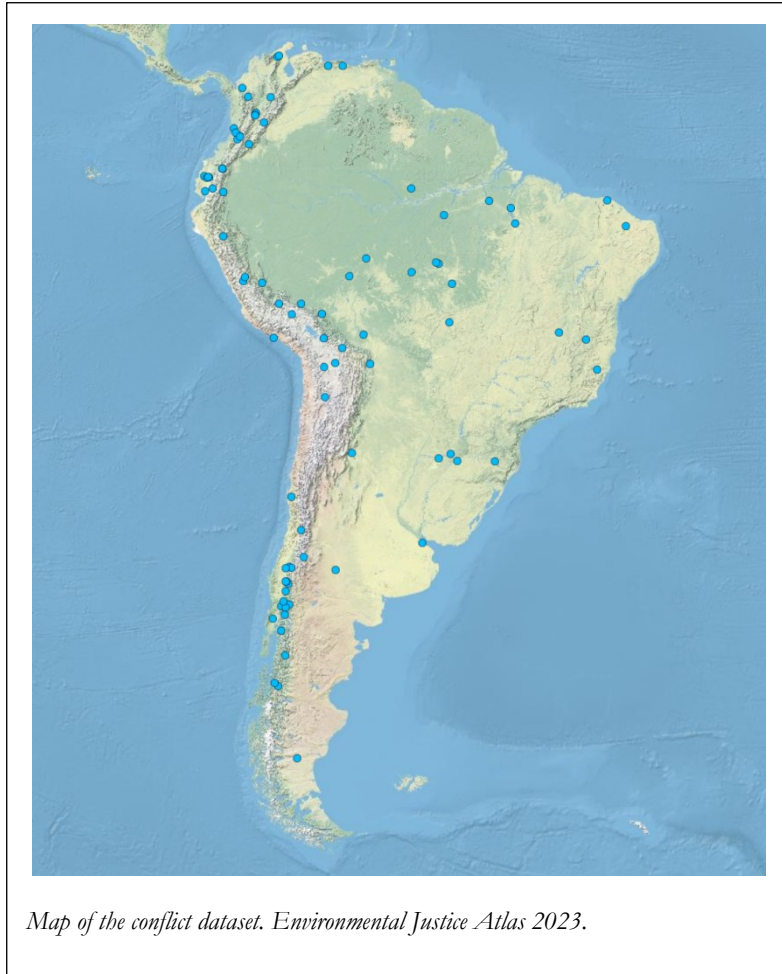 Map of the conflict dataset. Environmental Justice Atlas 2023.